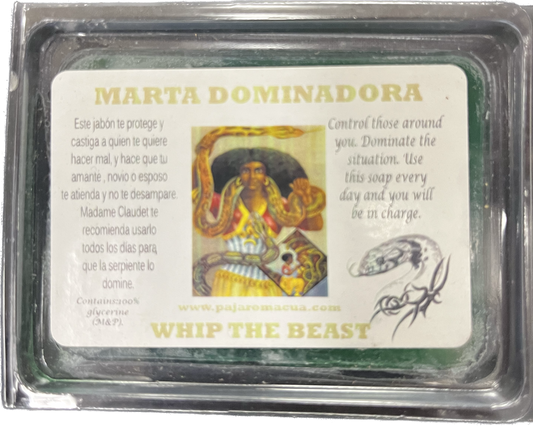 MARTA DOMINADORA
Este jabón te protege y
castiga a quien te quiere
hacer mal, y hace que tu
amante , novio o esposo
te atienda y no te desampare.
Madame Claudet te
recomienda usarlo
todos los días para
que la serpiente lo
domine.
Contains:100%
glycerine
(M&P).
Control those around
you. Dominate the
situation. Use
this soap every
day and you will
be in charge.
www.pajaromacua.com
WHIP THE BEAST